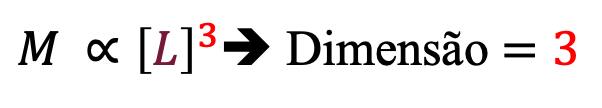 M ∝ [L]³ 🡺 Dimensão = 3